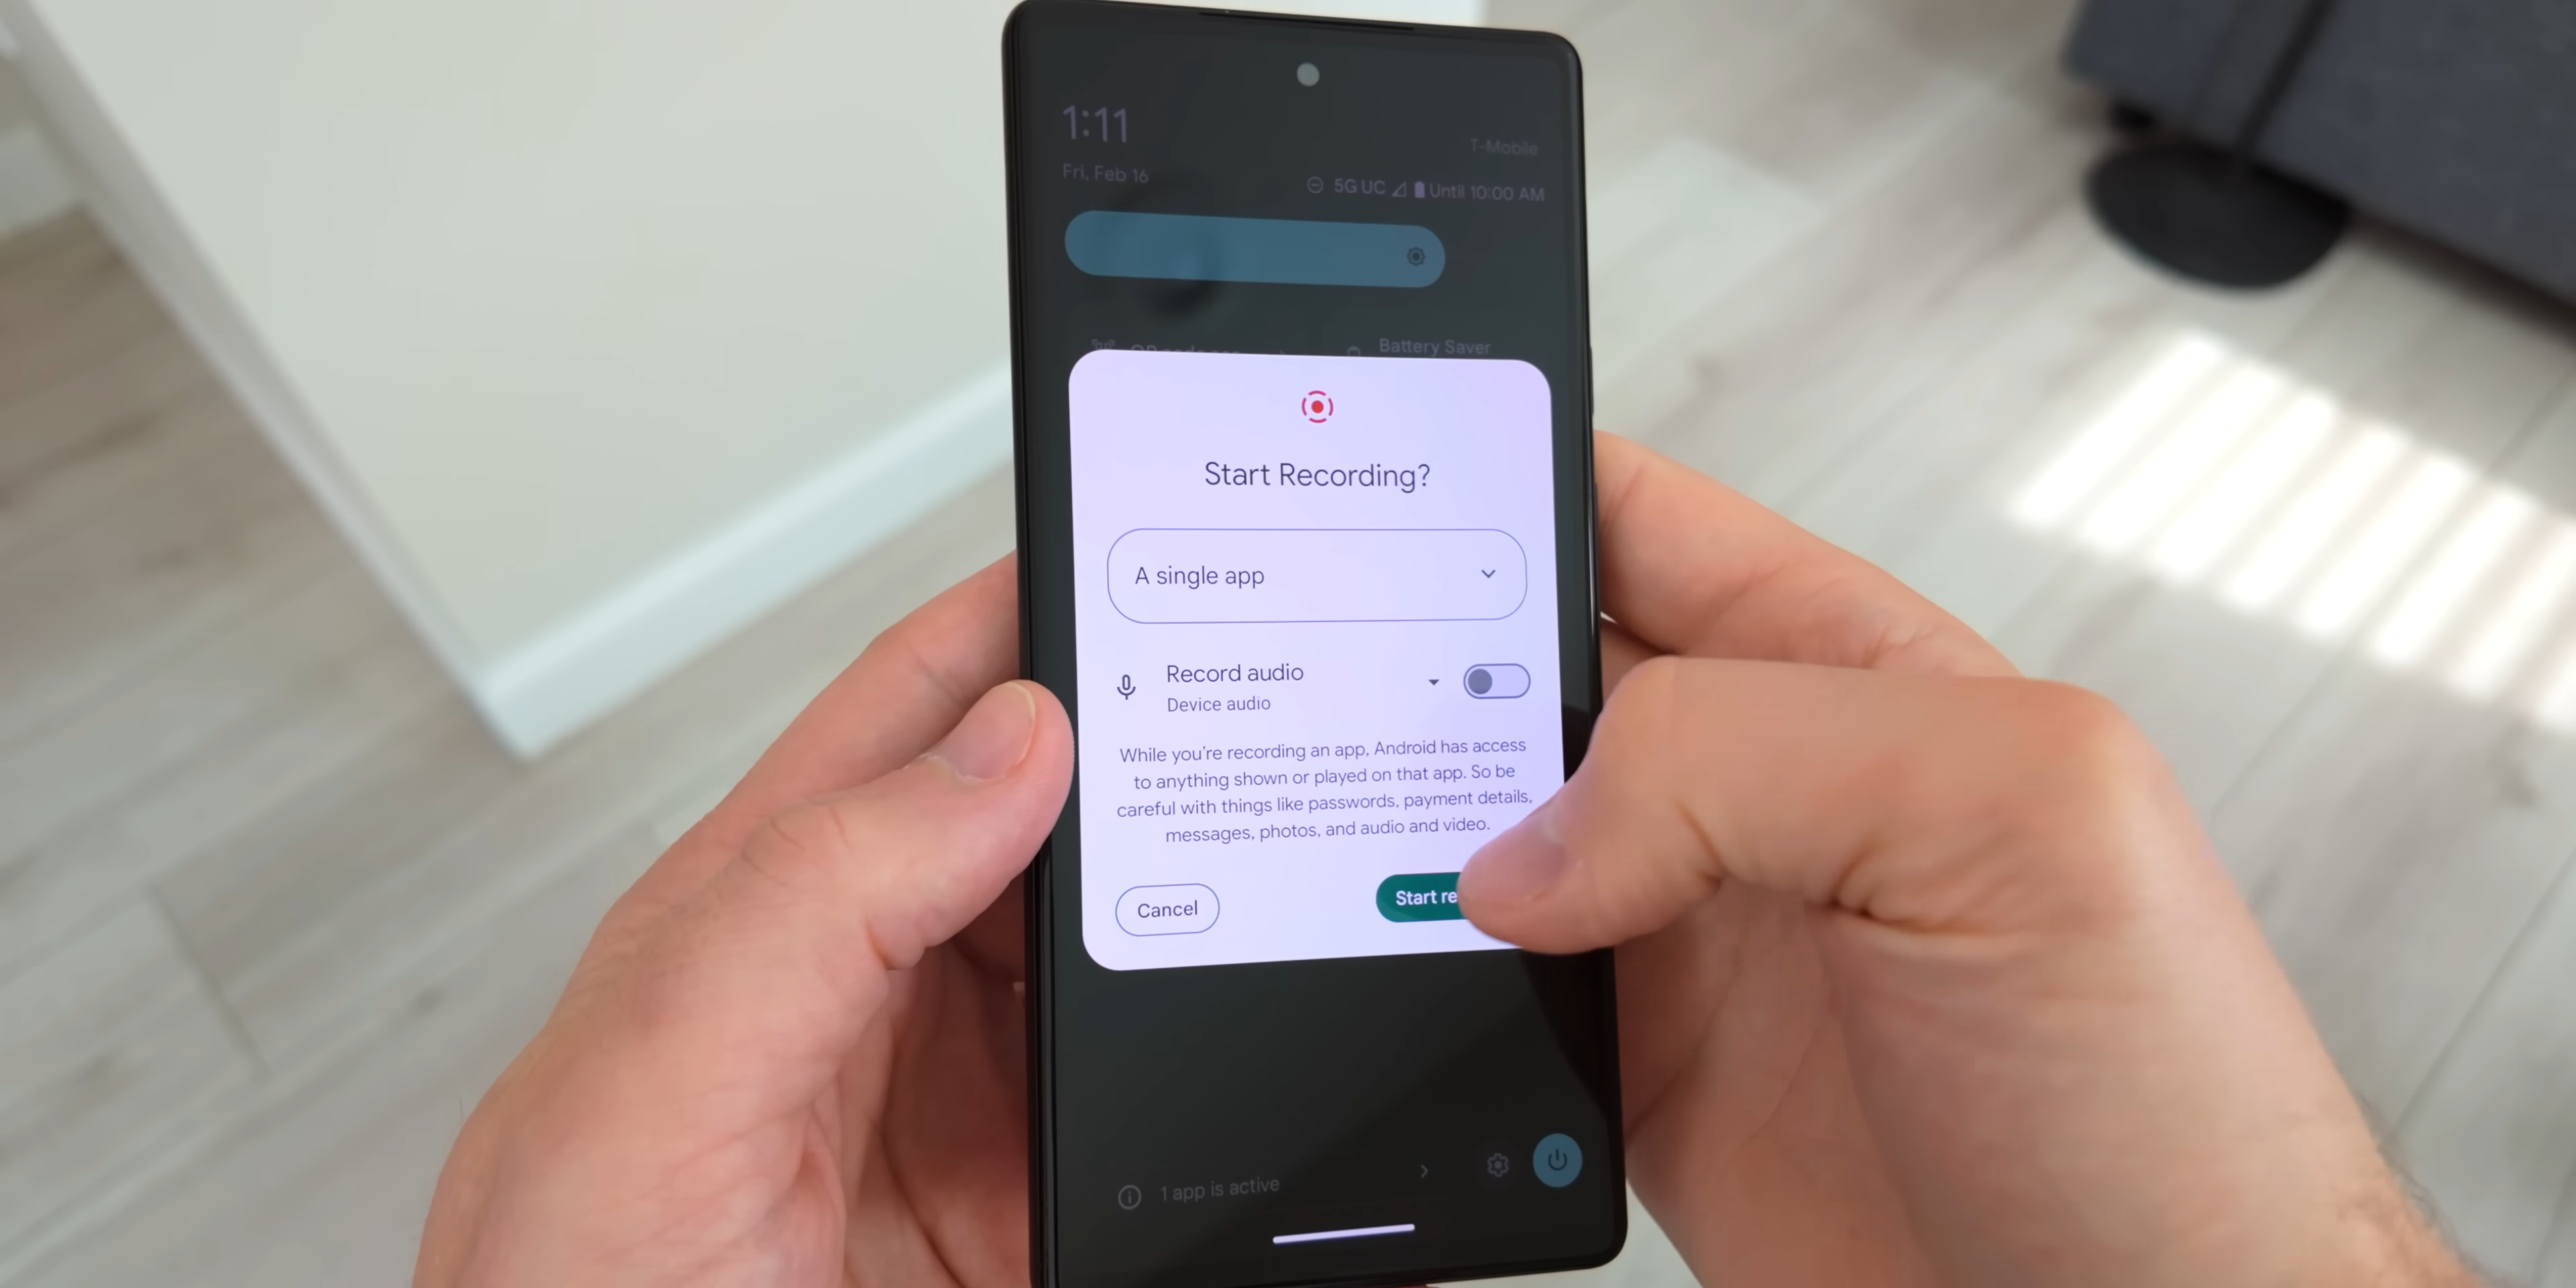 1:11
T-Mobile
Fri, Feb 16
5G UC Until 10:00 AM
Battery Saver
Start Recording?
A single app
Record audio
Device audio
While you're recording an app, Android has access
to anything shown or played on that app. So be
careful with things like passwords, payment details,
messages, photos, and audio and video.
Cancel
Start re
1 app is active